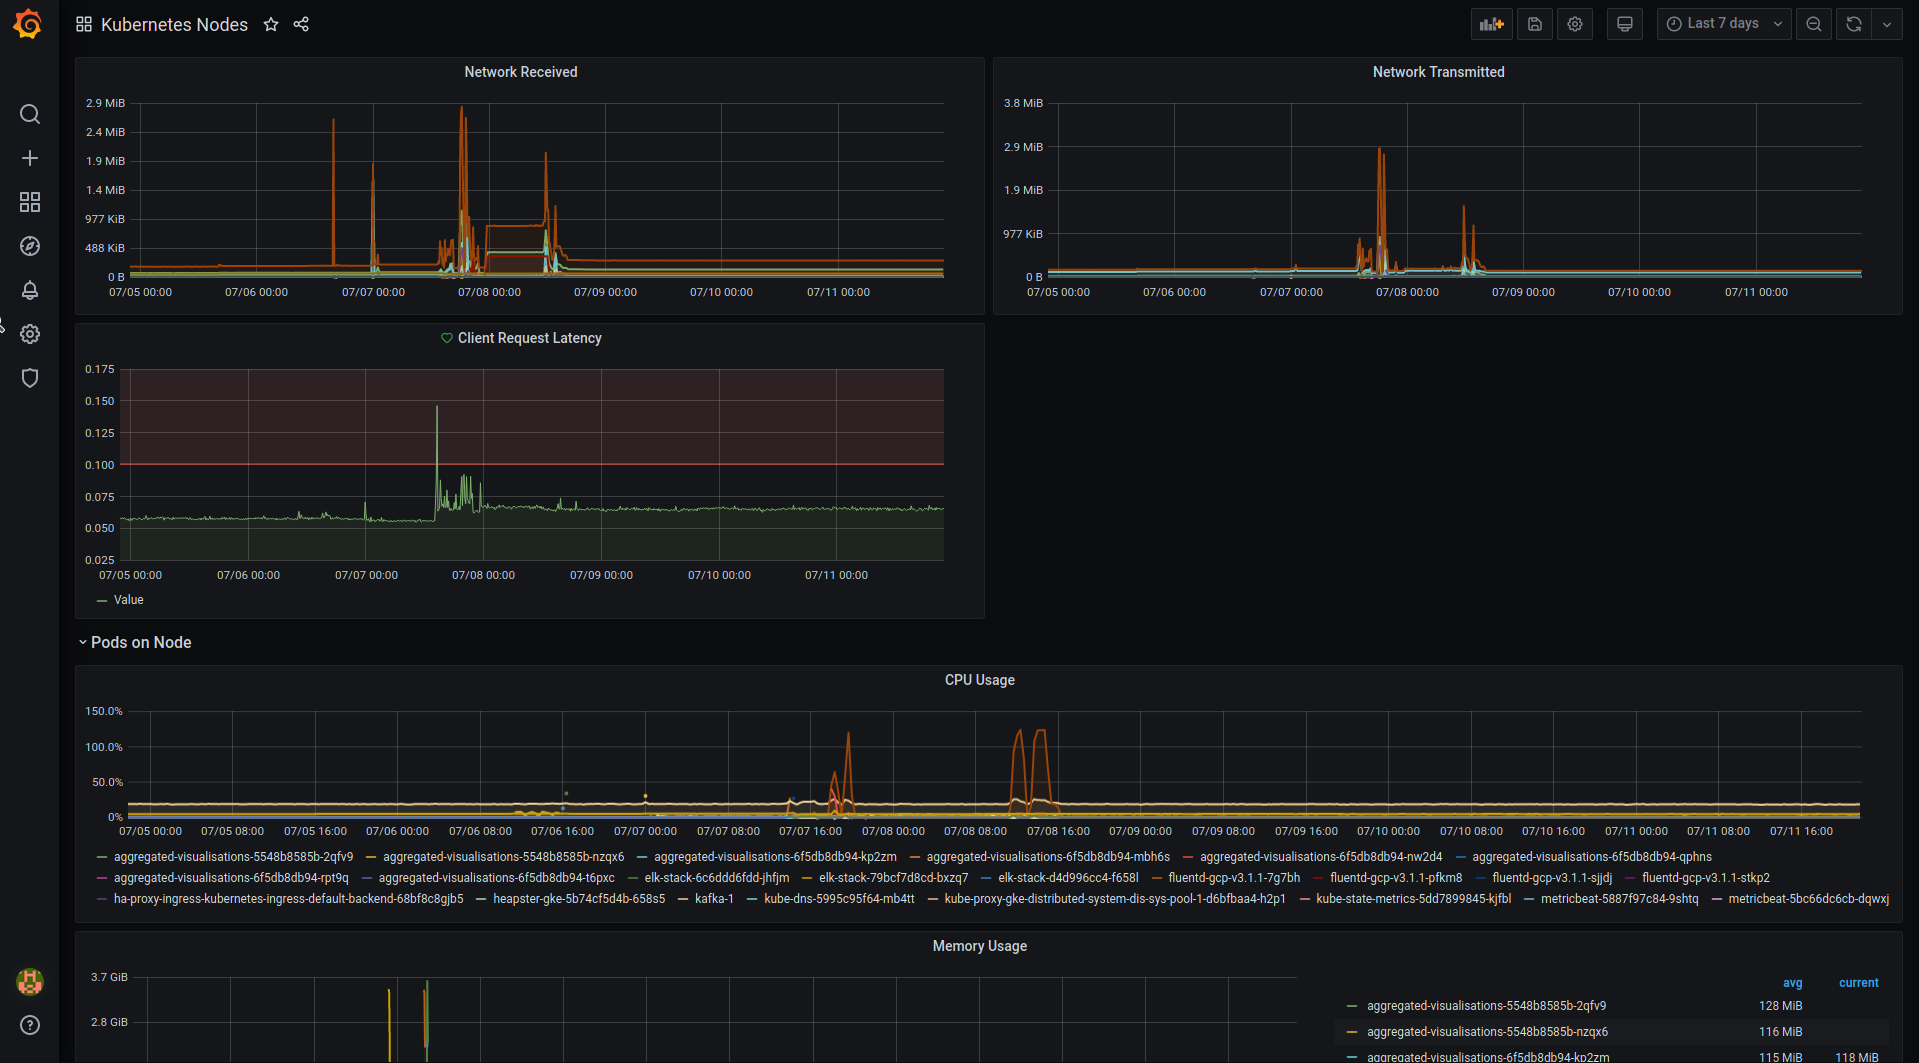 Kubernetes Nodes
Last 7 days
Network Received
2.9 MiB
2.4 MiB
1.9 MiB
1.4 MiB
977 KiB
488 KiB
0 B
07/05 00:00 07/06 00:00 07/07 00:00 07/08 00:00 07/09 00:00 07/10 00:00 07/11 00:00
Network Transmitted
3.8 MiB
2.9 MiB
1.9 MiB
977 KiB
0 B
07/05 00:00 07/06 00:00 07/07 00:00 07/08 00:00 07/09 00:00 07/10 00:00 07/11 00:00
Client Request Latency
0.175
0.150
0.125
0.100
0.075
0.050
0.025
07/05 00:00 07/06 00:00 07/07 00:00 07/08 00:00 07/09 00:00 07/10 00:00 07/11 00:00
Value
Pods on Node
CPU Usage
150.0%
100.0%
50.0%
0%
07/05 00:00 07/05 08:00 07/05 16:00 07/06 00:00 07/06 08:00 07/06 16:00 07/07 00:00 07/07 08:00 07/07 16:00 07/08 00:00 07/08 08:00 07/08 16:00 07/09 00:00 07/09 08:00 07/09 16:00 07/10 00:00 07/10 08:00 07/10 16:00 07/11 00:00 07/11 08:00 07/11 16:00
aggregated-visualisations-5548b8585b-2qfv9 aggregated-visualisations-5548b8585b-nzqx6 aggregated-visualisations-6f5db8db94-kp2zm aggregated-visualisations-6f5db8db94-mbh6s aggregated-visualisations-6f5db8db94-nw2d4 aggregated-visualisations-6f5db8db94-qphns
aggregated-visualisations-6f5db8db94-rpt9q aggregated-visualisations-6f5db8db94-t6pxc elk-stack-6c6ddd6fdd-jhfjm elk-stack-79bcf7d8cd-bxzq7 elk-stack-d4d996cc4-f658l fluentd-gcp-v3.1.1-7g7bh fluentd-gcp-v3.1.1-pfkm8 fluentd-gcp-v3.1.1-sjjdj fluentd-gcp-v3.1.1-stkp2
ha-proxy-ingress-kubernetes-ingress-default-backend-68bf8c8gjb5 heapster-gke-5b74cf5d4b-658s5 kafka-1 kube-dns-5995c95f64-mb4tt kube-proxy-gke-distributed-system-dis-sys-pool-1-d6bfbaa4-h2p1 kube-state-metrics-5dd7899845-kjfbl metricbeat-5887f97c84-9shtq metricbeat-5bc66dc6cb-dqwxj
Memory Usage
3.7 GiB
2.8 GiB
avg current
aggregated-visualisations-5548b8585b-2qfv9 128 MiB
aggregated-visualisations-5548b8585b-nzqx6 116 MiB
aggregated-visualisations-6f5db8db94-kp2zm 115 MiB 118 MiB